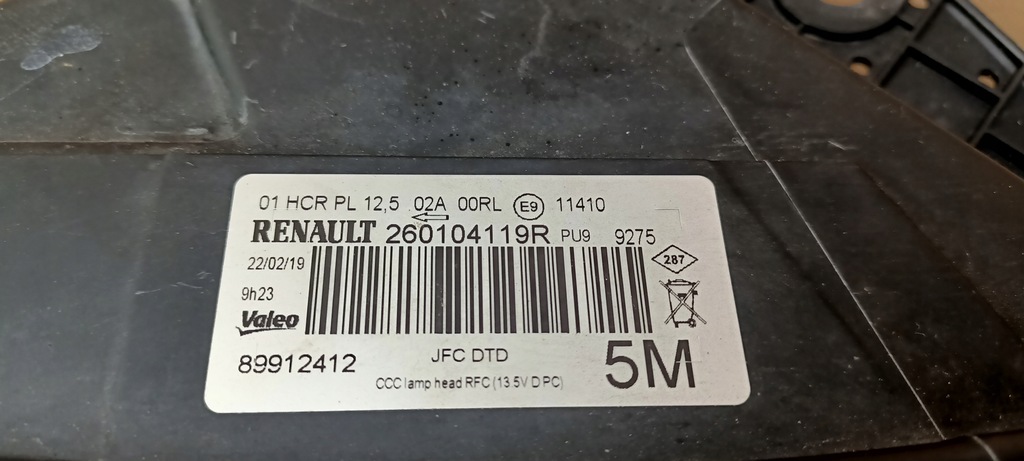 01 HCR PL 12,5 02A 00RL E9 11410
RENAULT 260104119R PU9 9275
22/02/19
287
9h23
Valeo
89912412 JFC DTD 5M
CCC lamp head RFC (13.5V DPC)